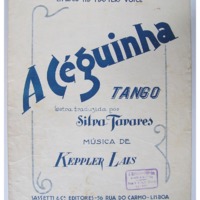 A Céguinha
TANGO
Letra traduzida por
Silva Tavares
MÚSICA DE
KEPPLER LAIS
SASSETTI & Cª EDITORES-56 RUA DO CARMO-LISBOA